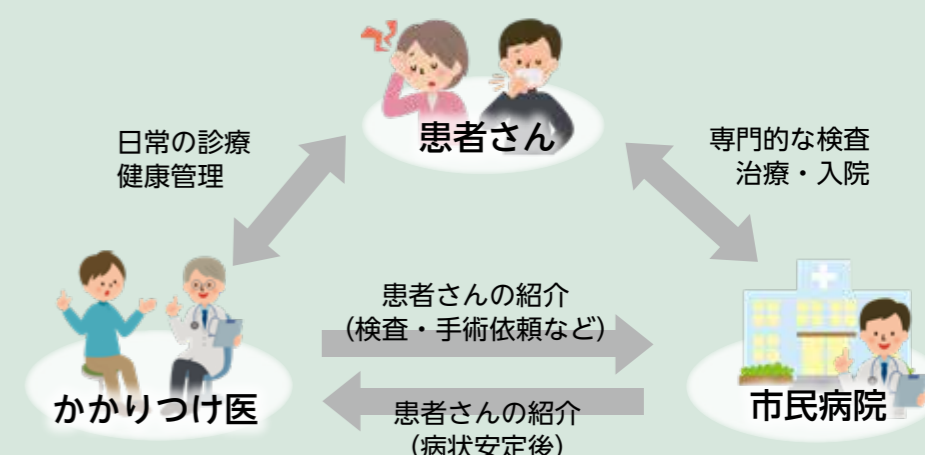 患者さん
日常の診療
健康管理
専門的な検査
治療・入院
患者さんの紹介
（検査・手術依頼など）
かかりつけ医
市民病院
患者さんの紹介
（病状安定後）